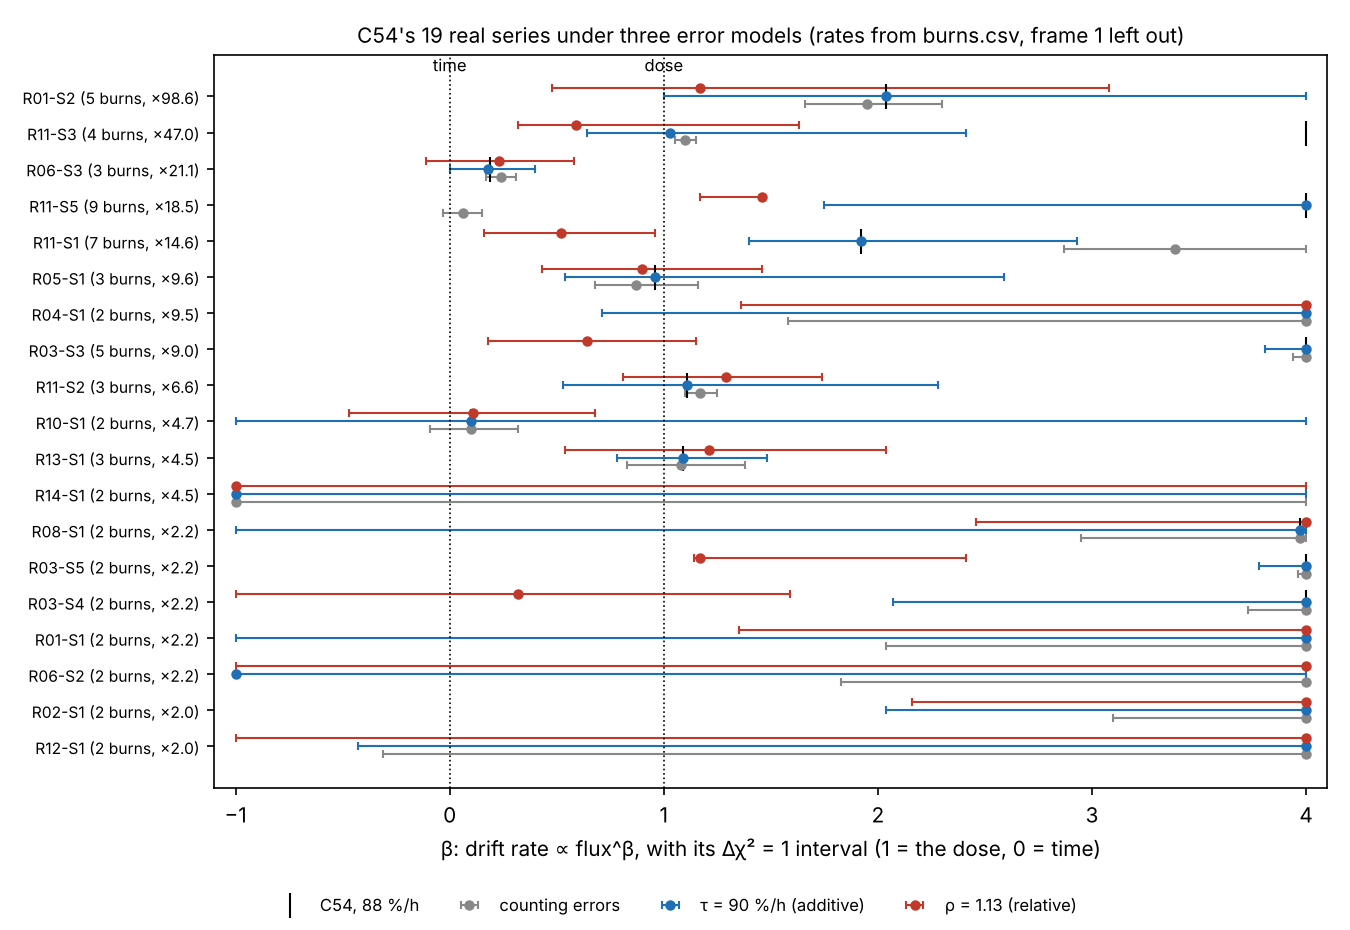 C54's 19 real series under three error models (rates from burns.csv, frame 1 left out)
time dose
R01-S2 (5 burns, ×98.6)
R11-S3 (4 burns, ×47.0)
R06-S3 (3 burns, ×21.1)
R11-S5 (9 burns, ×18.5)
R11-S1 (7 burns, ×14.6)
R05-S1 (3 burns, ×9.6)
R04-S1 (2 burns, ×9.5)
R03-S3 (5 burns, ×9.0)
R11-S2 (3 burns, ×6.6)
R10-S1 (2 burns, ×4.7)
R13-S1 (3 burns, ×4.5)
R14-S1 (2 burns, ×4.5)
R08-S1 (2 burns, ×2.2)
R03-S5 (2 burns, ×2.2)
R03-S4 (2 burns, ×2.2)
R01-S1 (2 burns, ×2.2)
R06-S2 (2 burns, ×2.2)
R02-S1 (2 burns, ×2.0)
R12-S1 (2 burns, ×2.0)
−1 0 1 2 3 4
β: drift rate ∝ flux^β, with its Δχ² = 1 interval (1 = the dose, 0 = time)
C54, 88 %/h counting errors τ = 90 %/h (additive) ρ = 1.13 (relative)